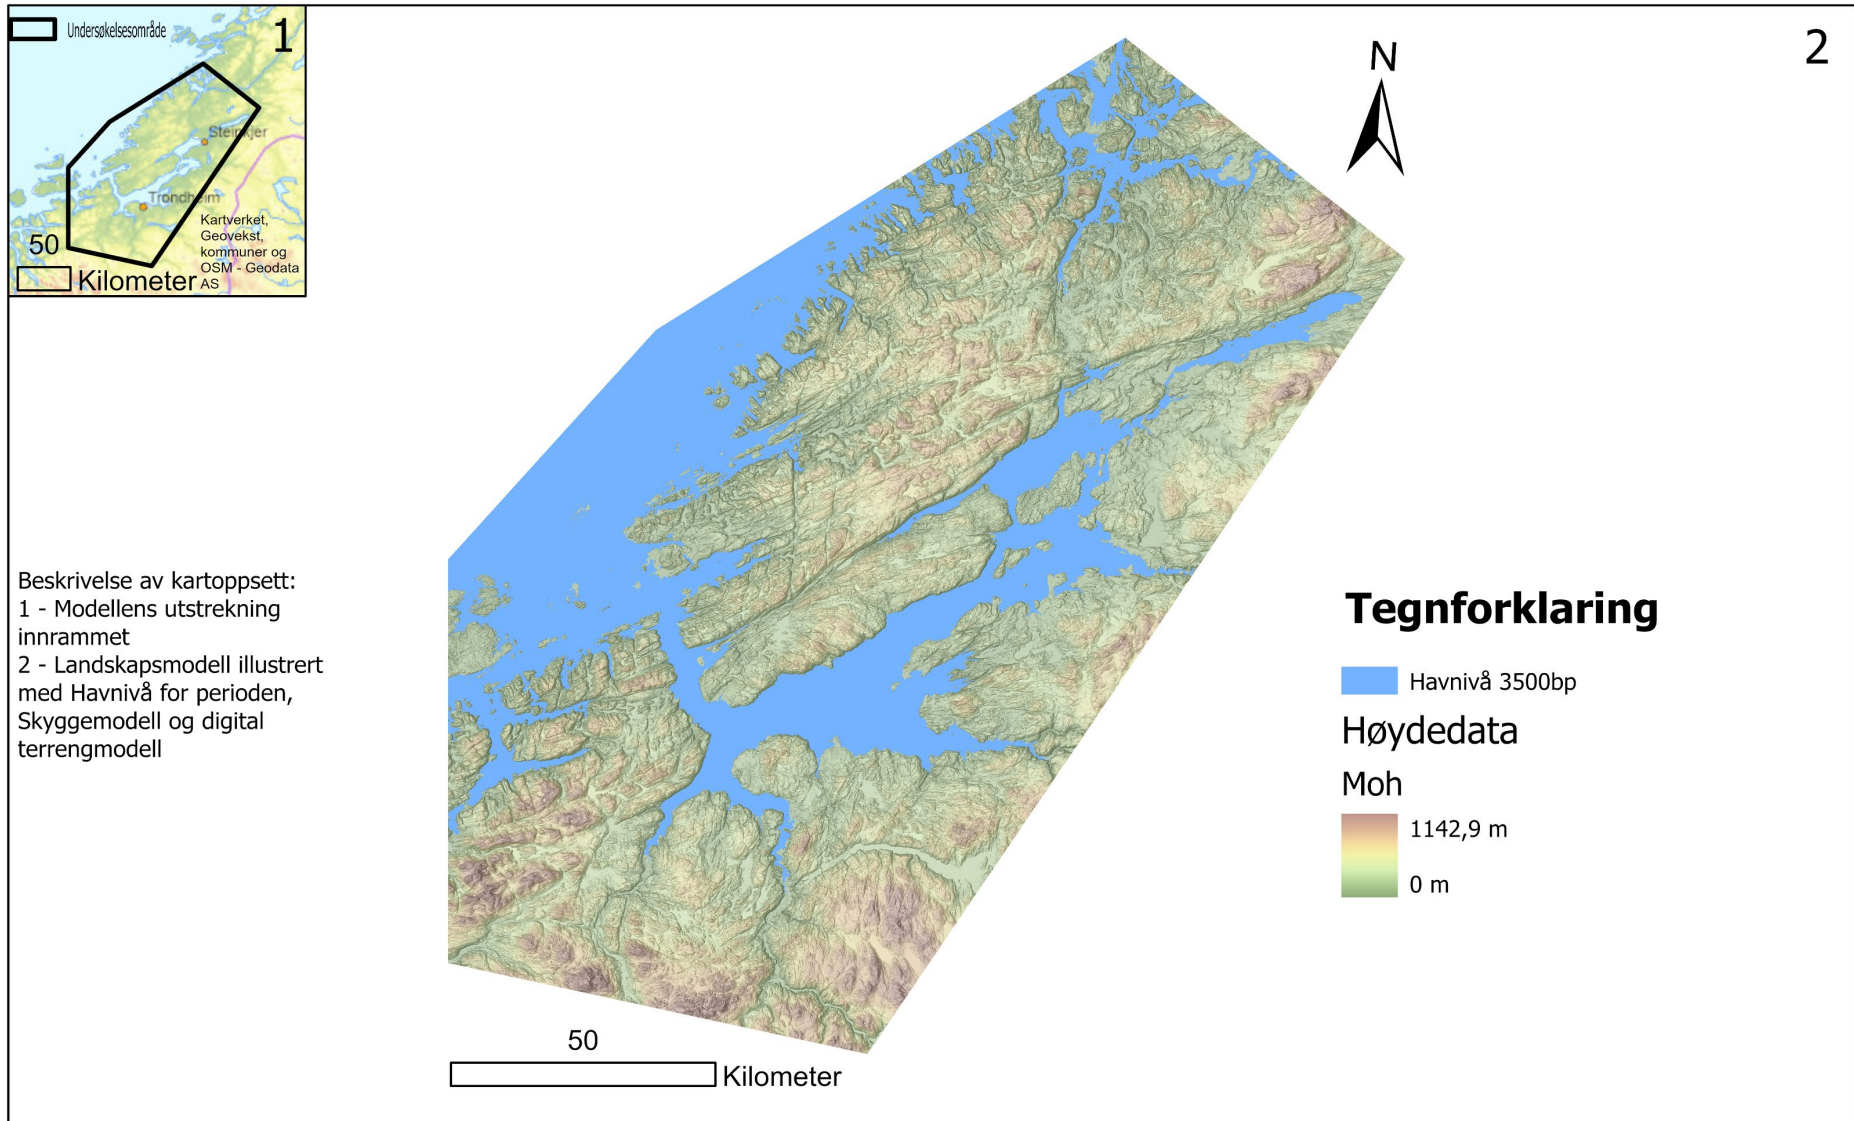 Undersøkelsesområde
1
Steinkjer
Trondheim
Kartverket,
Geovekst,
kommuner og
OSM - Geodata
AS
50
Kilometer
2
N
Beskrivelse av kartoppsett:
1 - Modellens utstrekning
innrammet
2 - Landskapsmodell illustrert
med Havnivå for perioden,
Skyggemodell og digital
terrengmodell
Tegnforklaring
Havnivå 3500bp
Høydedata
Moh
1142,9 m
0 m
50
Kilometer